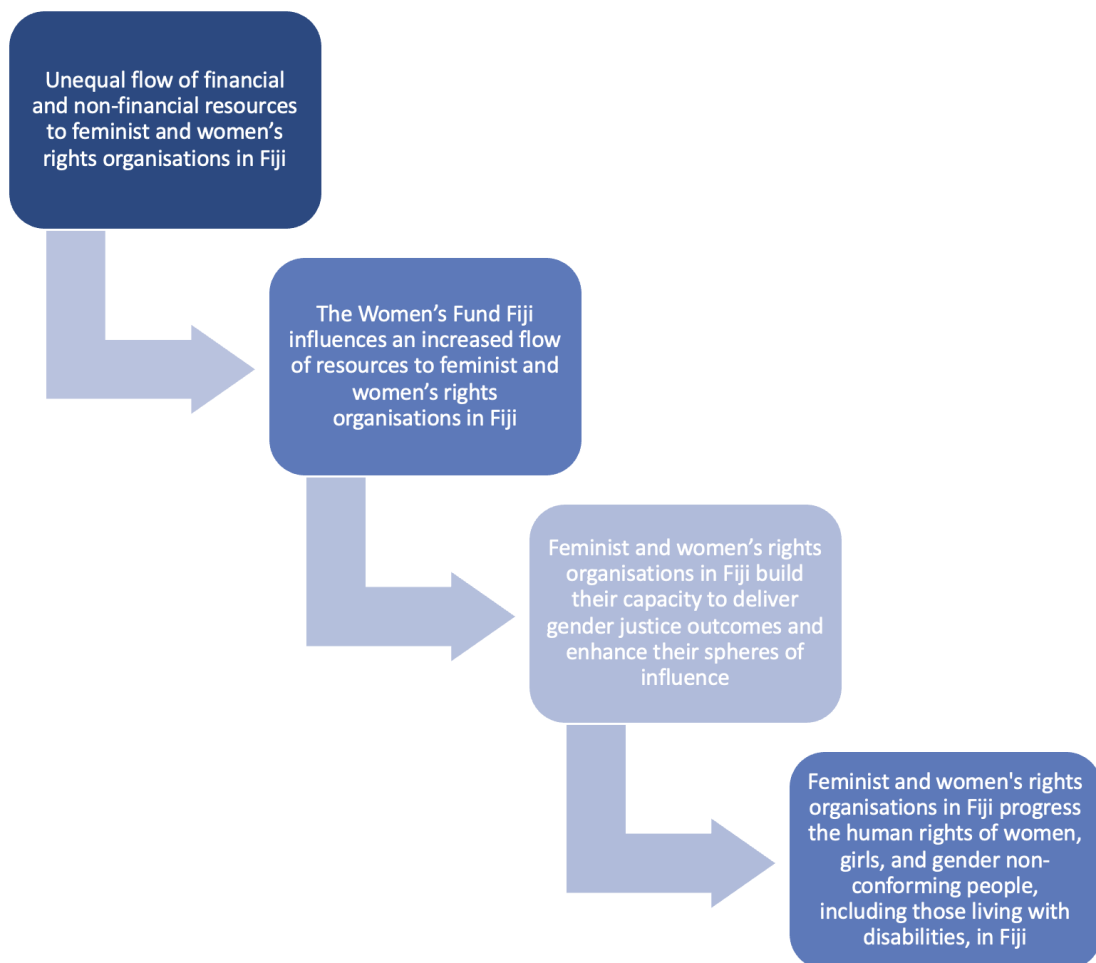 Unequal flow of financial
and non-financial resources
to feminist and women’s
rights organisations in Fiji
The Women’s Fund Fiji
influences an increased flow
of resources to feminist and
women’s rights
organisations in Fiji
Feminist and women’s rights
organisations in Fiji build
their capacity to deliver
gender justice outcomes and
enhance their spheres of
influence
Feminist and women's rights
organisations in Fiji progress
the human rights of women,
girls, and gender non-
conforming people,
including those living with
disabilities, in Fiji